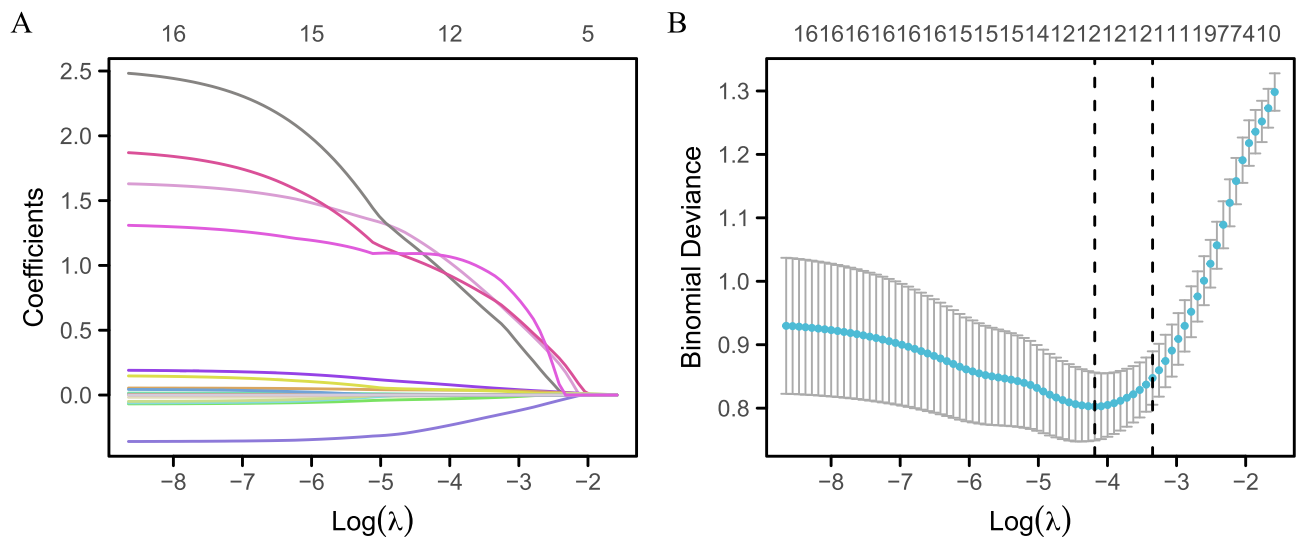 A
16 15 12 5
2.5
2.0
1.5
1.0
0.5
0.0
Coefficients
−8 −7 −6 −5 −4 −3 −2
Log(λ)
B
161616161616151515141212121211111977410
1.3
1.2
1.1
1.0
0.9
0.8
Binomial Deviance
−8 −7 −6 −5 −4 −3 −2
Log(λ)